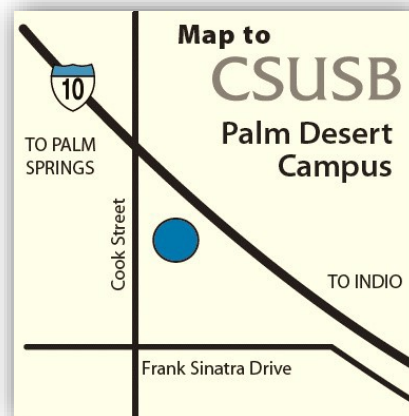 Map to
CSUSB
Palm Desert
Campus
10
TO PALM
SPRINGS
Cook Street
TO INDIO
Frank Sinatra Drive